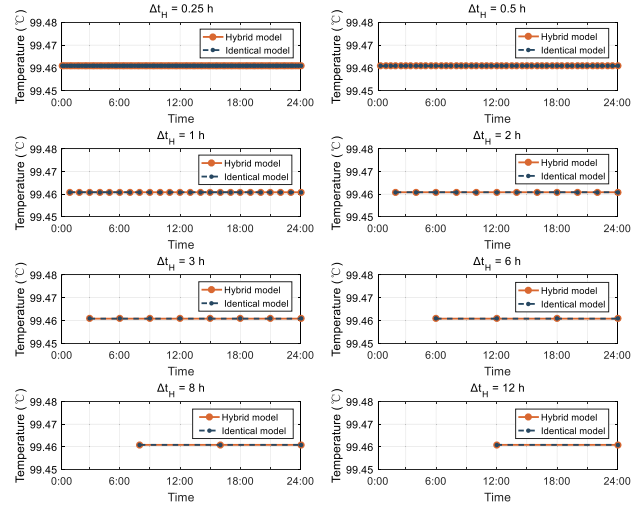 Δt_H = 0.25 h
Temperature (℃)
99.48
99.47
99.46
99.45
Hybrid model
Identical model
0:00 6:00 12:00 18:00 24:00
Time
Δt_H = 0.5 h
Temperature (℃)
99.48
99.47
99.46
99.45
Hybrid model
Identical model
0:00 6:00 12:00 18:00 24:00
Time
Δt_H = 1 h
Temperature (℃)
99.48
99.47
99.46
99.45
Hybrid model
Identical model
0:00 6:00 12:00 18:00 24:00
Time
Δt_H = 2 h
Temperature (℃)
99.48
99.47
99.46
99.45
Hybrid model
Identical model
0:00 6:00 12:00 18:00 24:00
Time
Δt_H = 3 h
Temperature (℃)
99.48
99.47
99.46
99.45
Hybrid model
Identical model
0:00 6:00 12:00 18:00 24:00
Time
Δt_H = 6 h
Temperature (℃)
99.48
99.47
99.46
99.45
Hybrid model
Identical model
0:00 6:00 12:00 18:00 24:00
Time
Δt_H = 8 h
Temperature (℃)
99.48
99.47
99.46
99.45
Hybrid model
Identical model
0:00 6:00 12:00 18:00 24:00
Time
Δt_H = 12 h
Temperature (℃)
99.48
99.47
99.46
99.45
Hybrid model
Identical model
0:00 6:00 12:00 18:00 24:00
Time